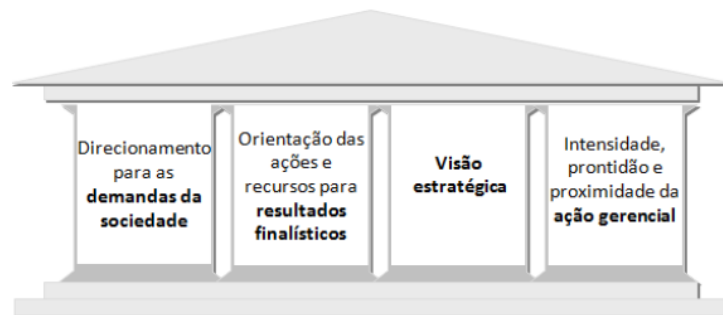 Direcionamento
para as
demandas da
sociedade
Orientação das
ações e
recursos para
resultados
finalísticos
Visão
estratégica
Intensidade,
prontidão e
proximidade da
ação gerencial